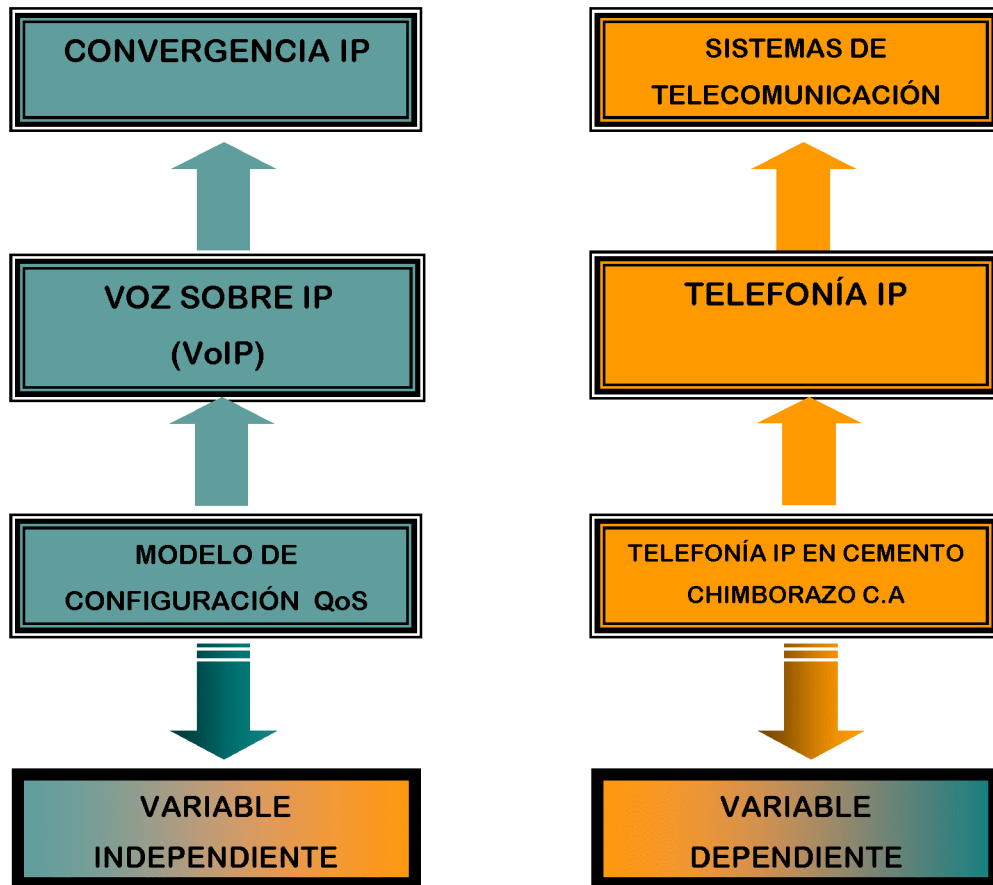 CONVERGENCIA IP
VOZ SOBRE IP
(VoIP)
MODELO DE
CONFIGURACIÓN QoS
VARIABLE
INDEPENDIENTE
SISTEMAS DE
TELECOMUNICACIÓN
TELEFONÍA IP
TELEFONÍA IP EN CEMENTO
CHIMBORAZO C.A
VARIABLE
DEPENDIENTE